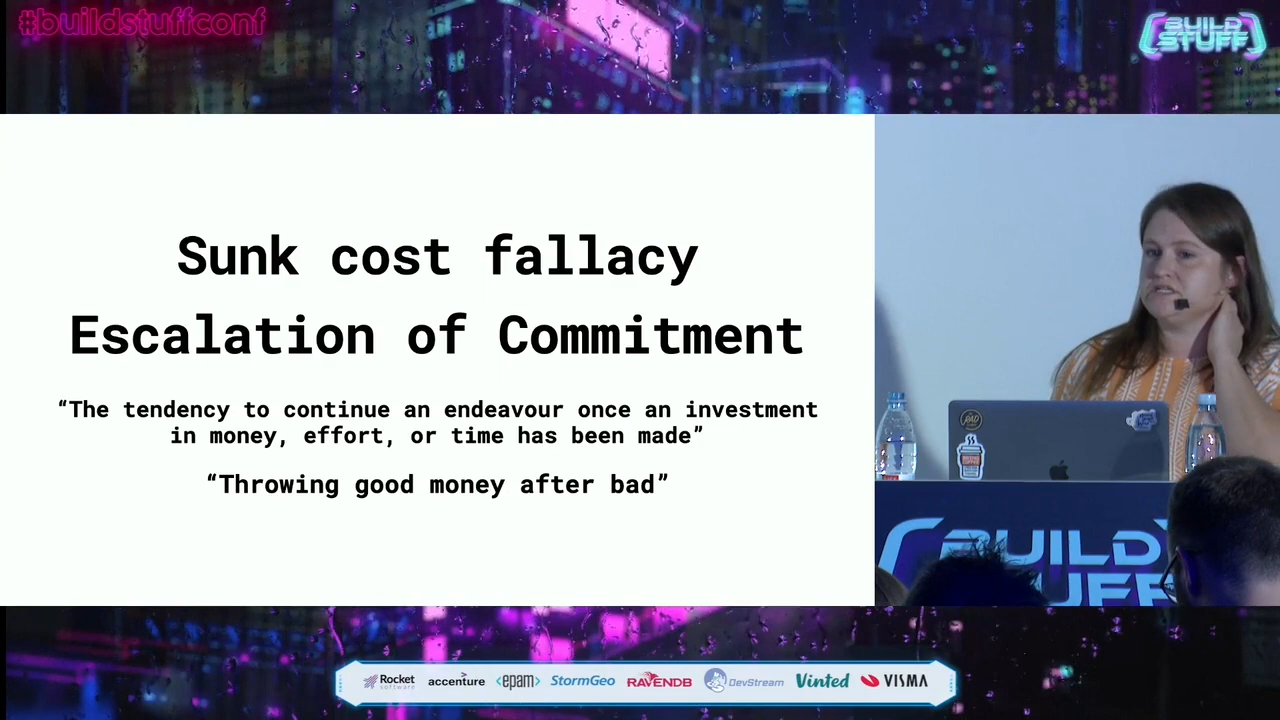 #buildstuffconf
BUILD
STUFF
Sunk cost fallacy
Escalation of Commitment
“The tendency to continue an endeavour once an investment
in money, effort, or time has been made”
“Throwing good money after bad”
BUILD
STUFF
Rocket
software
accenture
<epam>
StormGeo
RAVENDB
DevStream
Vinted
VISMA